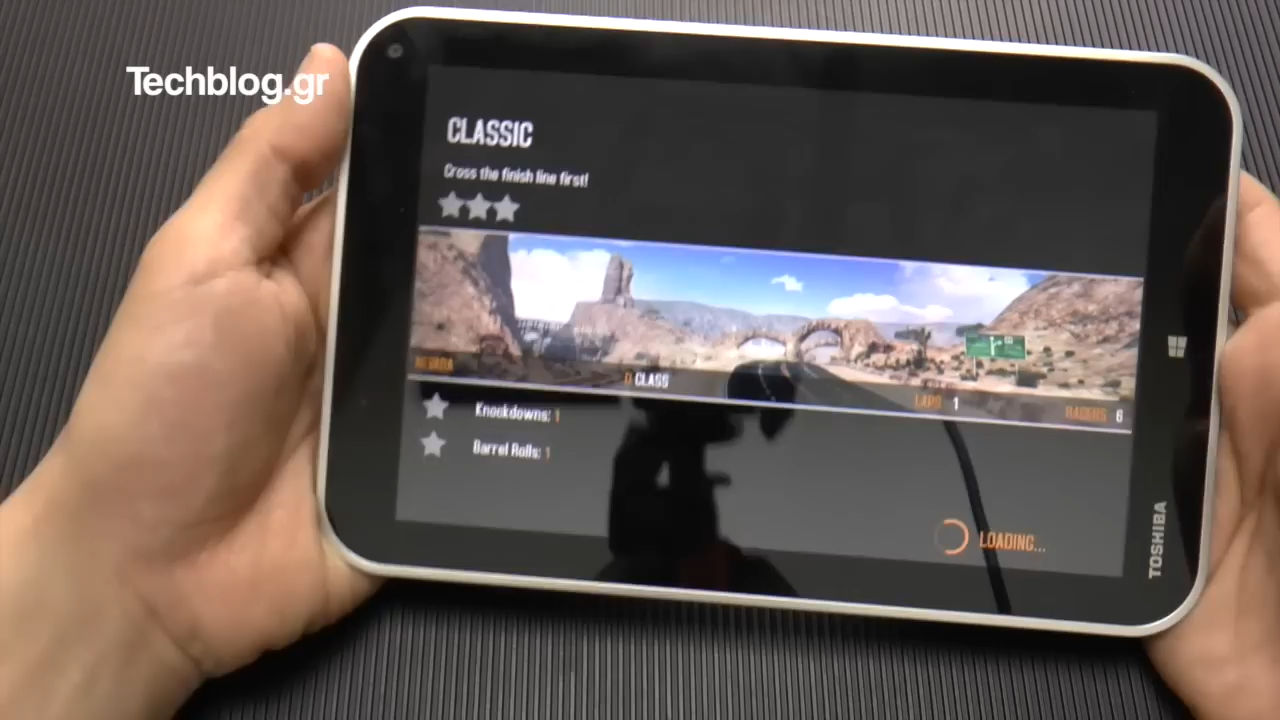 Techblog.gr
CLASSIC
Cross the finish line first!
NEVADA
D CLASS
LAPS 1
RACERS 6
Knockdowns: 1
Barrel Rolls: 1
LOADING...
TOSHIBA